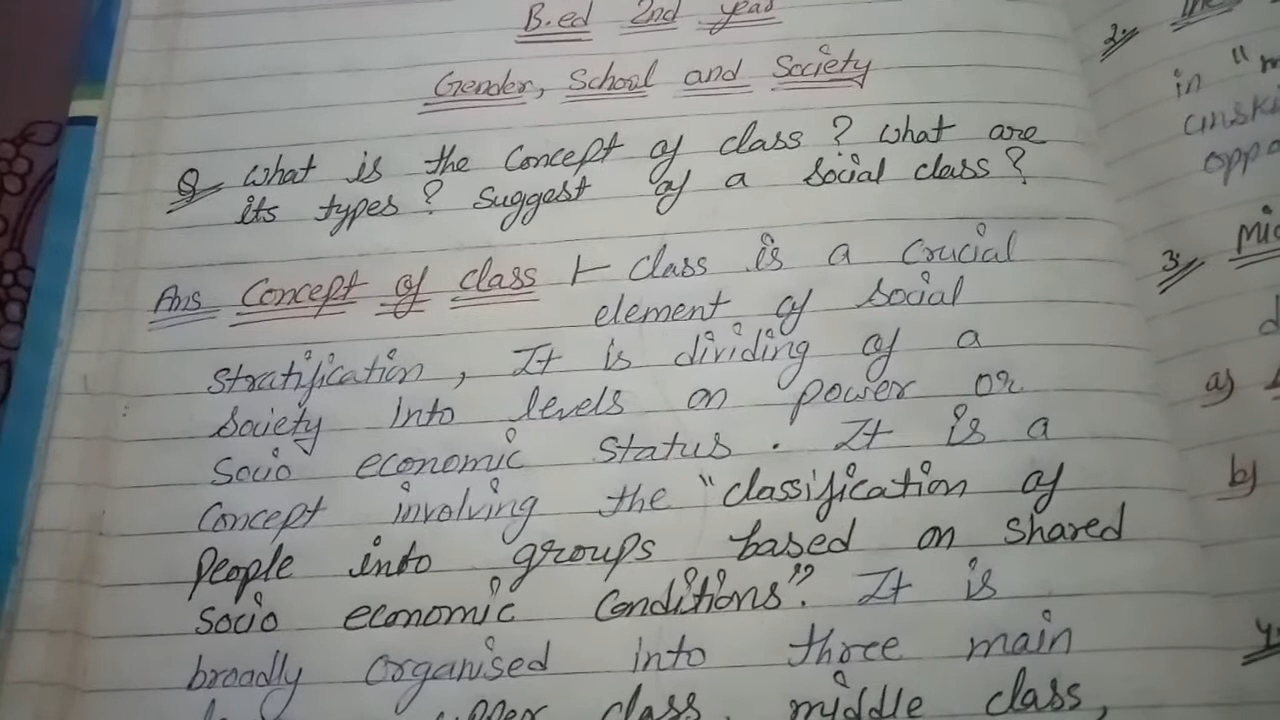 B.ed 2nd year
Gender, School and Society
Q What is the Concept of class ? What are
its types ? Suggest of a social class ?
Ans Concept of class :- Class is a Crucial
element of social
stratification, It is dividing of a
society into levels on power or
socio economic status. It is a
Concept involving the "classification of
People into groups based on shared
socio economic Conditions". It is
broadly organised into three main
class, middle class,
2.
in "
3.
a)
b)